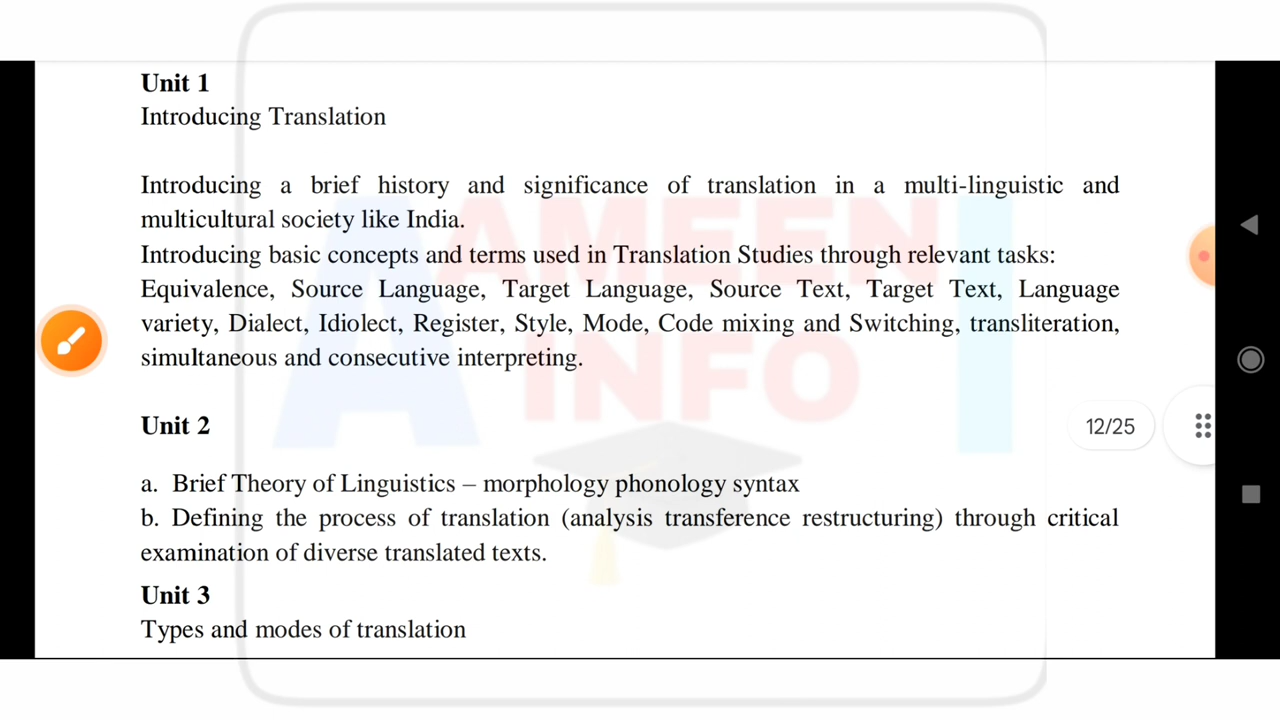 Unit 1
Introducing Translation
Introducing a brief history and significance of translation in a multi-linguistic and
multicultural society like India.
Introducing basic concepts and terms used in Translation Studies through relevant tasks:
Equivalence, Source Language, Target Language, Source Text, Target Text, Language
variety, Dialect, Idiolect, Register, Style, Mode, Code mixing and Switching, transliteration,
simultaneous and consecutive interpreting.
Unit 2
12/25
a. Brief Theory of Linguistics – morphology phonology syntax
b. Defining the process of translation (analysis transference restructuring) through critical
examination of diverse translated texts.
Unit 3
Types and modes of translation
A AMEEN I
INFO